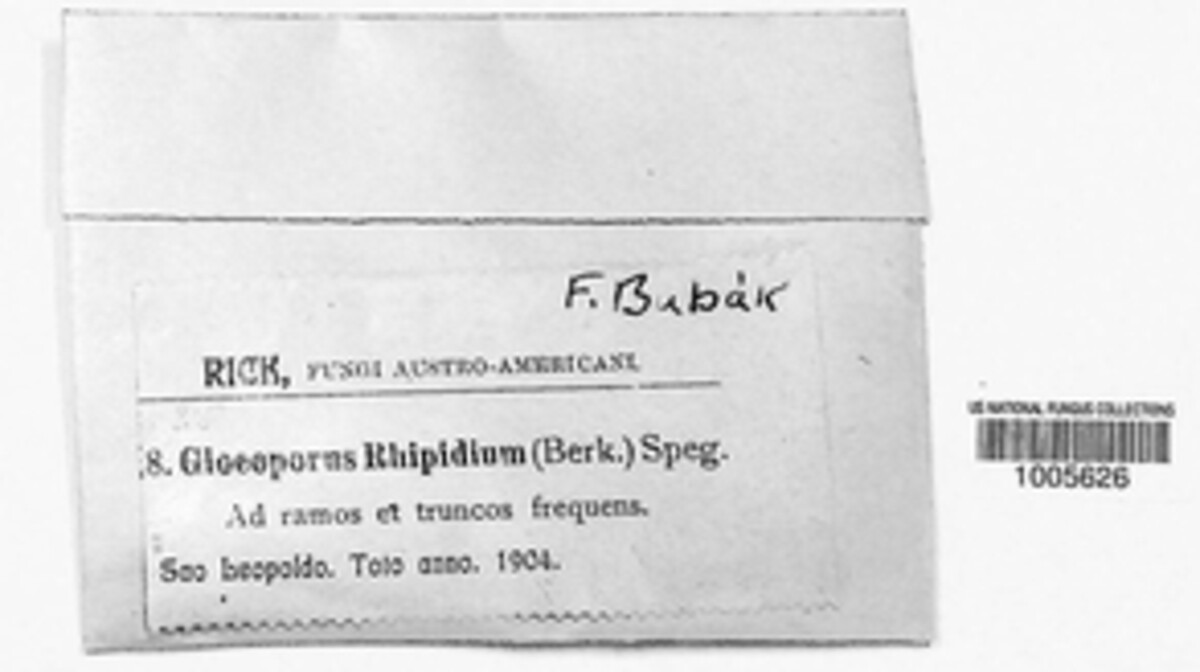 F. Bubák
RICK, FUNGI AUSTRO-AMERICANI.
8. Gloeoporus Rhipidium (Berk.) Speg.
Ad ramos et truncos frequens.
Sao Leopoldo. Toto anno. 1904.
US NATIONAL FUNGUS COLLECTIONS
1005626